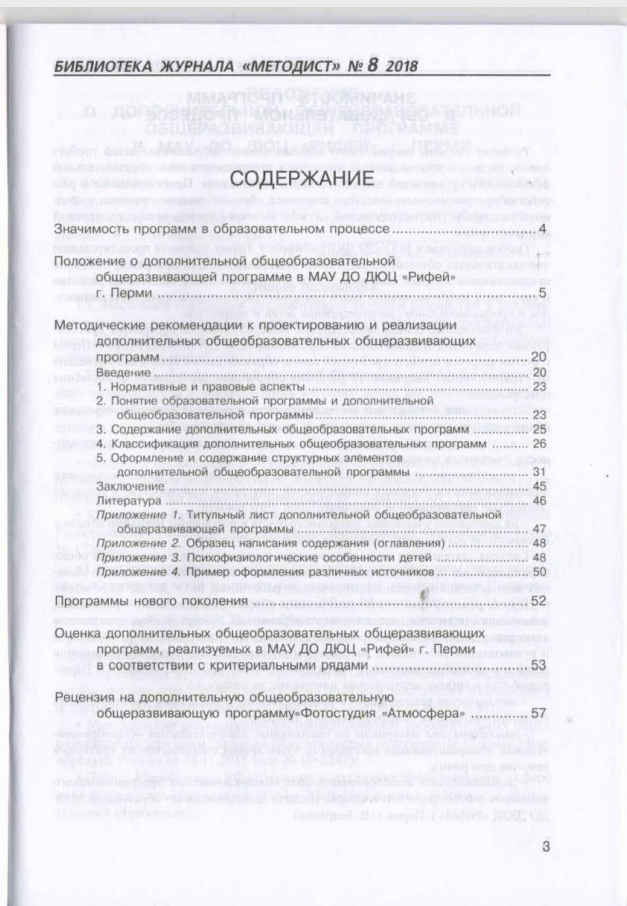 БИБЛИОТЕКА ЖУРНАЛА «МЕТОДИСТ» № 8 2018
СОДЕРЖАНИЕ
Значимость программ в образовательном процессе ........ 4
Положение о дополнительной общеобразовательной
общеразвивающей программе в МАУ ДО ДЮЦ «Рифей»
г. Перми ........ 5
Методические рекомендации к проектированию и реализации
дополнительных общеобразовательных общеразвивающих
программ ........ 20
Введение ........ 20
1. Нормативные и правовые аспекты ........ 23
2. Понятие образовательной программы и дополнительной
общеобразовательной программы ........ 23
3. Содержание дополнительных общеобразовательных программ ........ 25
4. Классификация дополнительных общеобразовательных программ ........ 26
5. Оформление и содержание структурных элементов
дополнительной общеобразовательной программы ........ 31
Заключение ........ 45
Литература ........ 46
Приложение 1. Титульный лист дополнительной общеобразовательной
общеразвивающей программы ........ 47
Приложение 2. Образец написания содержания (оглавления) ........ 48
Приложение 3. Психофизиологические особенности детей ........ 48
Приложение 4. Пример оформления различных источников ........ 50
Программы нового поколения ........ 52
Оценка дополнительных общеобразовательных общеразвивающих
программ, реализуемых в МАУ ДО ДЮЦ «Рифей» г. Перми
в соответствии с критериальными рядами ........ 53
Рецензия на дополнительную общеобразовательную
общеразвивающую программу«Фотостудия «Атмосфера» ........ 57
3